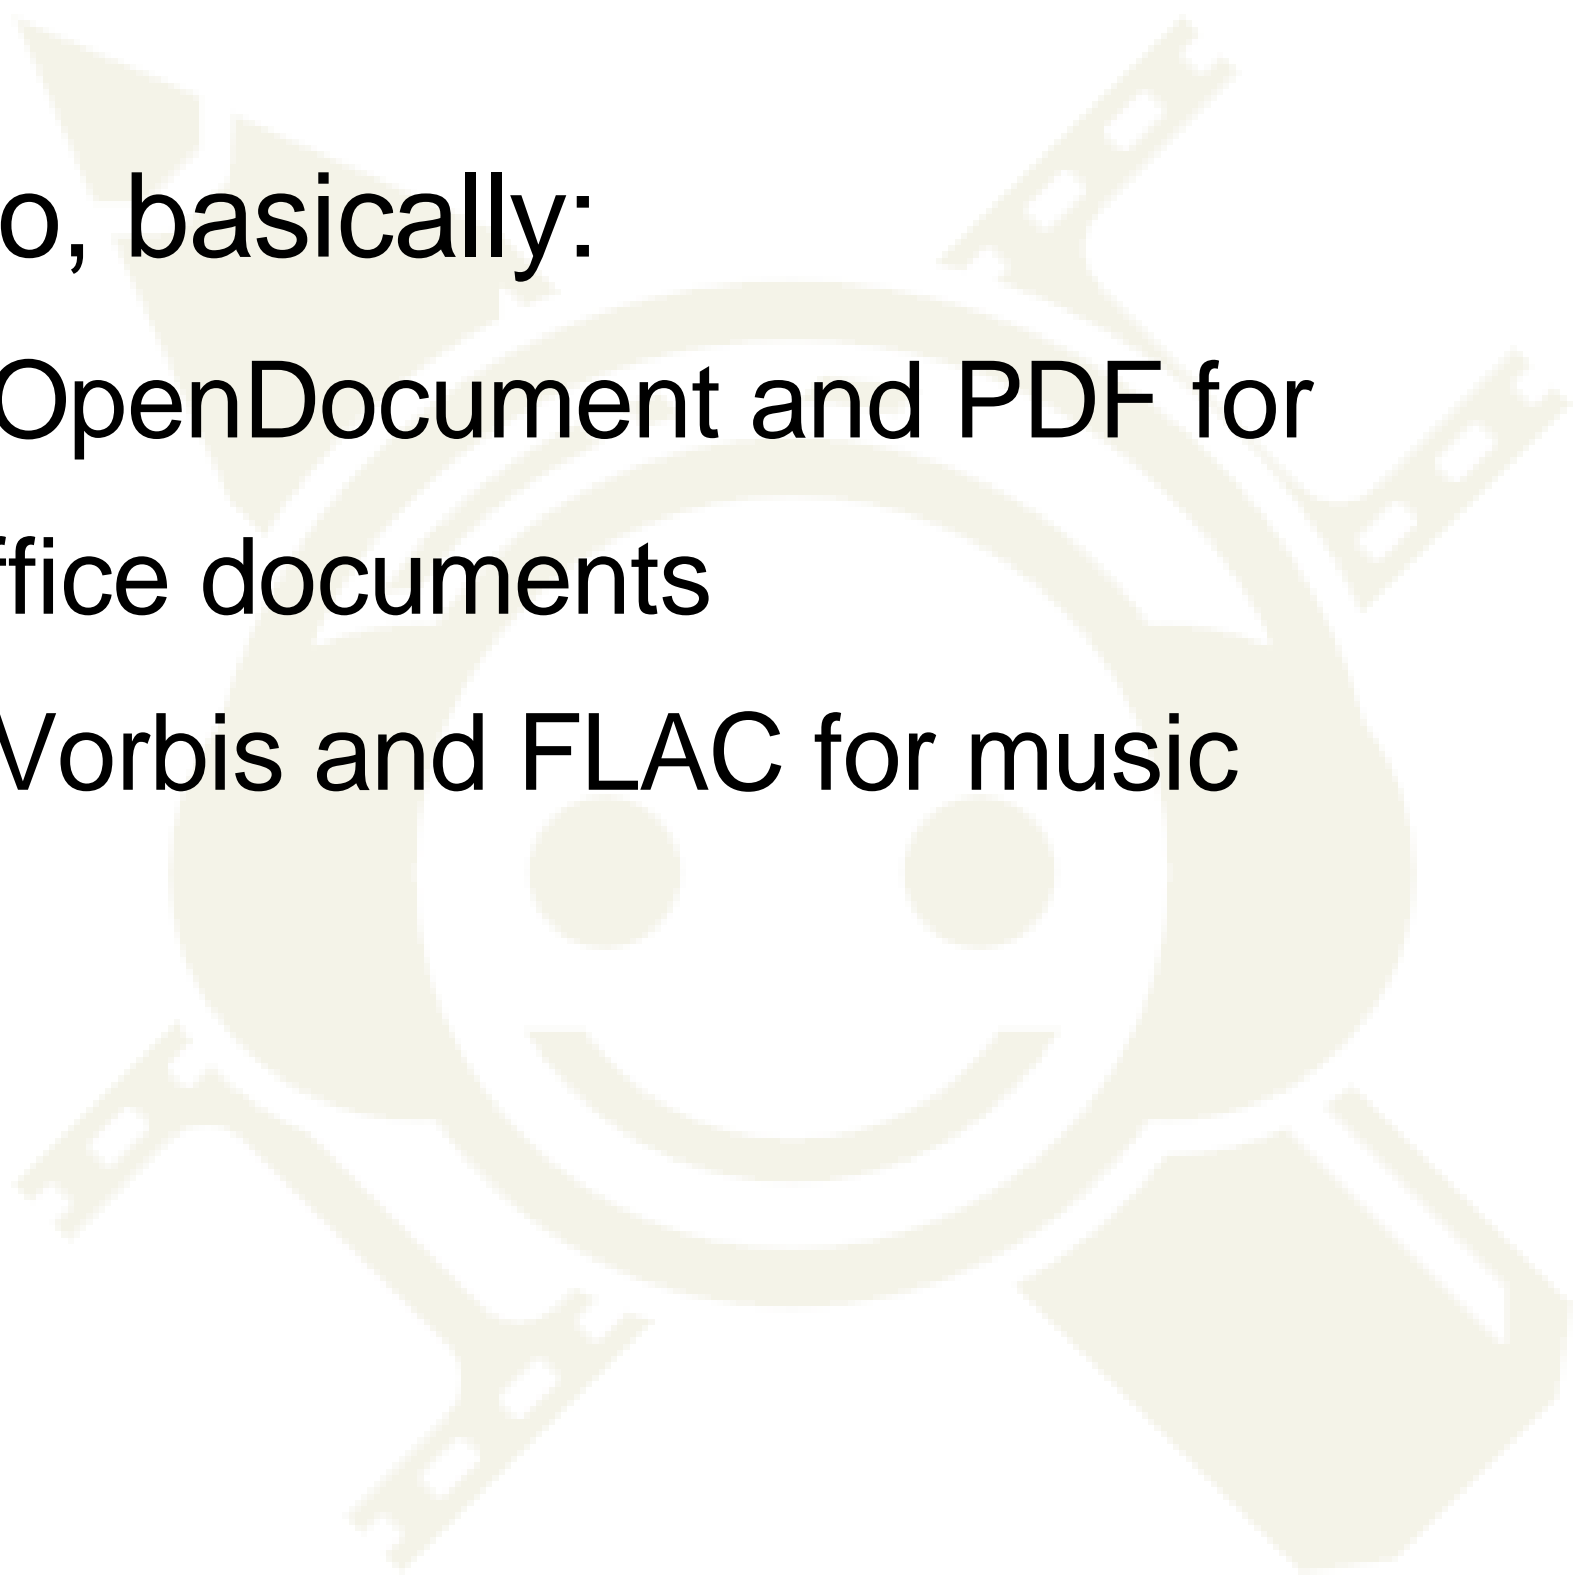 o, basically:
OpenDocument and PDF for
ffice documents
Vorbis and FLAC for music